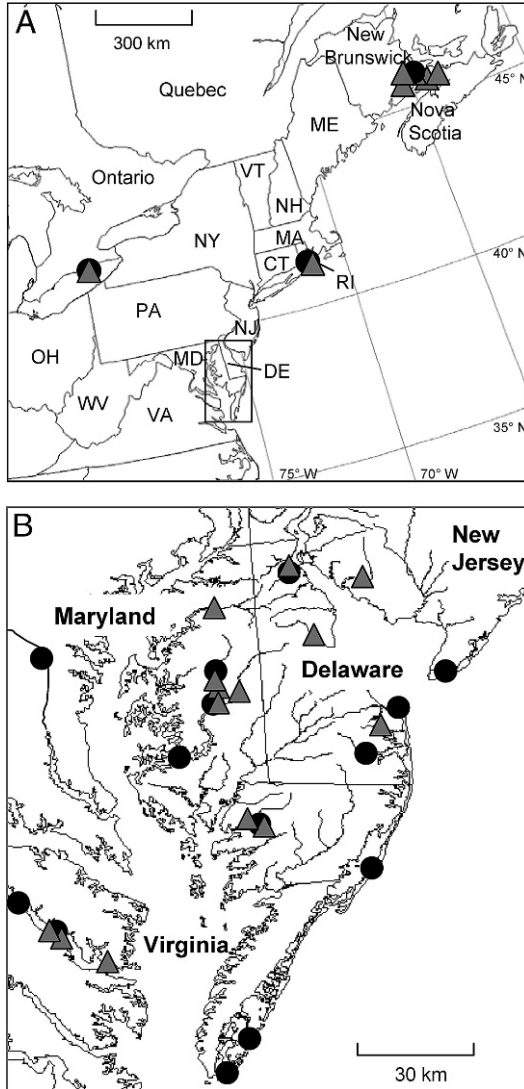 A
300 km
New
Brunswick
45° N
Quebec
Nova
Scotia
ME
Ontario
VT
NH
NY
MA
40° N
CT
RI
PA
NJ
OH
MD
DE
WV
VA
35° N
75° W
70° W
B
New
Jersey
Maryland
Delaware
Virginia
30 km